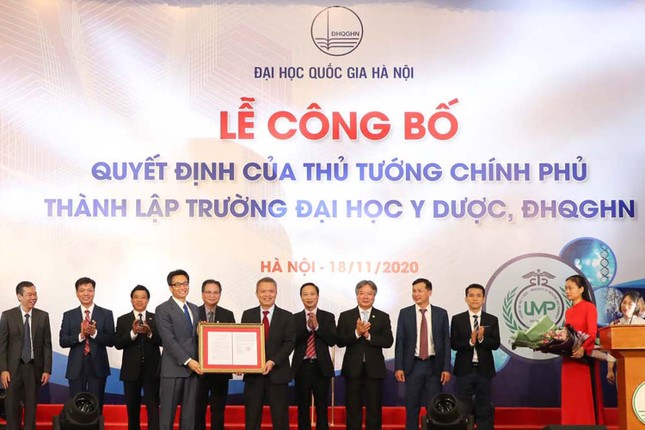 ĐHQGHN
ĐẠI HỌC QUỐC GIA HÀ NỘI
LỄ CÔNG BỐ
QUYẾT ĐỊNH CỦA THỦ TƯỚNG CHÍNH PHỦ
THÀNH LẬP TRƯỜNG ĐẠI HỌC Y DƯỢC, ĐHQGHN
HÀ NỘI - 18/11/2020
UMP